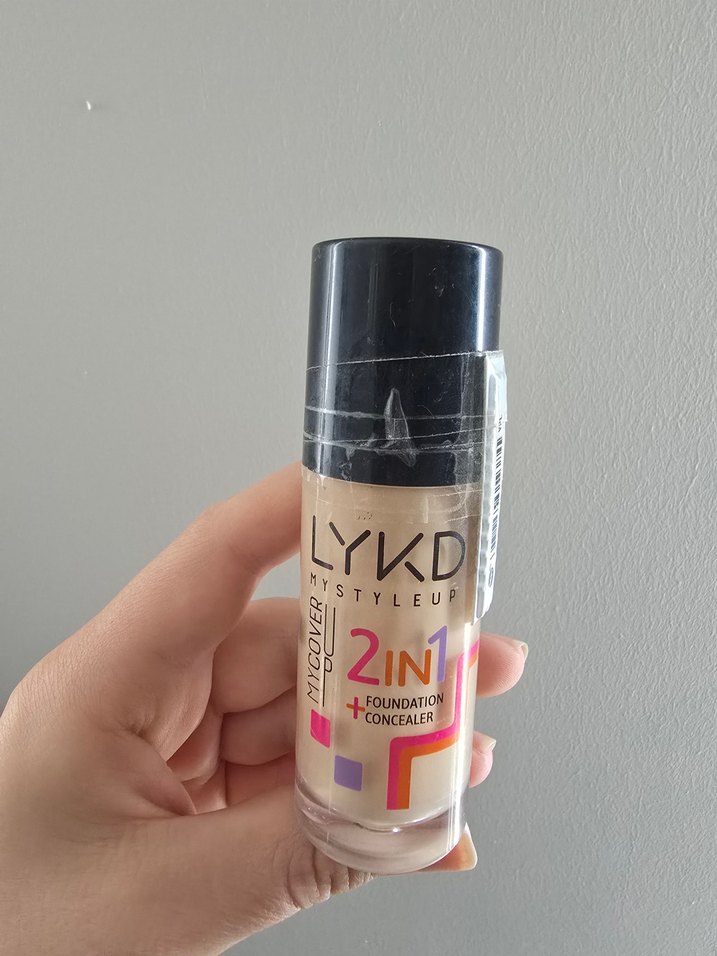 LYKD
MYSTYLEUP
MYCOVER
UP
2IN1
+FOUNDATION
CONCEALER